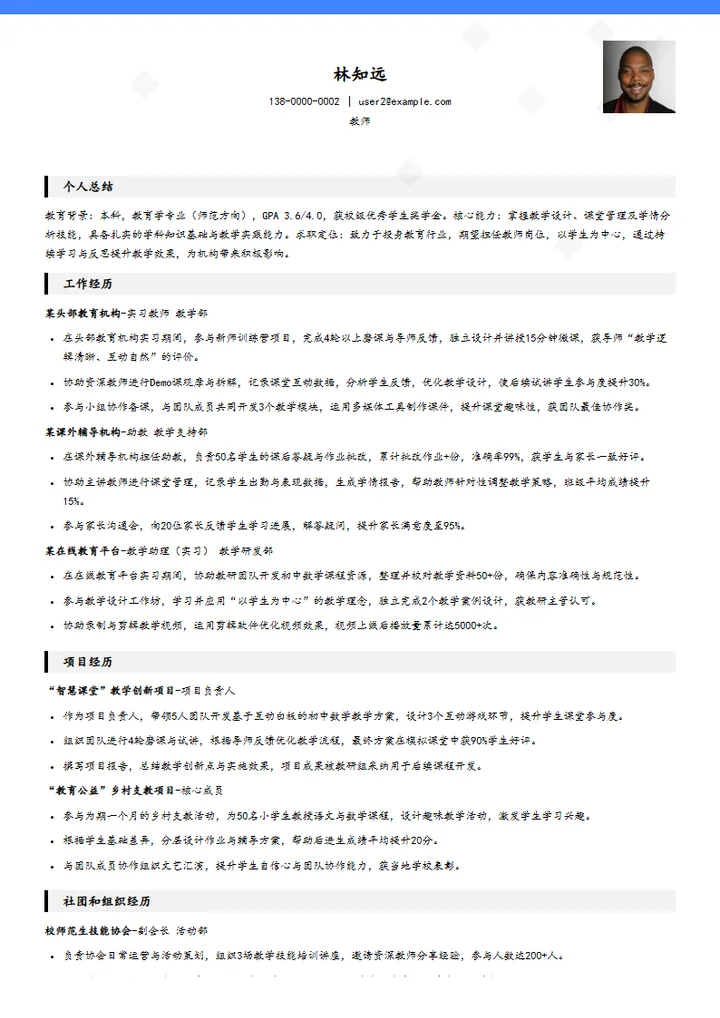 林知远
138-0000-0002 | user2@example.com
教师
个人总结
教育背景：本科，教育学专业（师范方向），GPA 3.6/4.0，获校级优秀学生奖学金。核心能力：掌握教学设计、课堂管理及学情分
析技能，具备扎实的学科知识基础与教学实践能力。求职定位：致力于投身教育行业，期望担任教师岗位，以学生为中心，通过持
续学习与反思提升教学效果，为机构带来积极影响。
工作经历
某头部教育机构-实习教师 教学部
• 在头部教育机构实习期间，参与新师训练营项目，完成4轮以上磨课与导师反馈，独立设计并讲授15分钟微课，获导师“教学逻
辑清晰、互动自然”的评价。
• 协助资深教师进行Demo课观摩与拆解，记录课堂互动数据，分析学生反馈，优化教学设计，使后续试讲学生参与度提升30%。
• 参与小组协作备课，与团队成员共同开发3个教学模块，运用多媒体工具制作课件，提升课堂趣味性，获团队最佳协作奖。
某课外辅导机构-助教 教学支持部
• 在课外辅导机构担任助教，负责50名学生的课后答疑与作业批改，累计批改作业+份，准确率99%，获学生与家长一致好评。
• 协助主讲教师进行课堂管理，记录学生出勤与表现数据，生成学情报告，帮助教师针对性调整教学策略，班级平均成绩提升
15%。
• 参与家长沟通会，向20位家长反馈学生学习进展，解答疑问，提升家长满意度至95%。
某在线教育平台-教学助理（实习） 教学研发部
• 在在线教育平台实习期间，协助教研团队开发初中数学课程资源，整理并校对教学资料50+份，确保内容准确性与规范性。
• 参与教学设计工作坊，学习并应用“以学生为中心”的教学理念，独立完成2个教学案例设计，获教研主管认可。
• 协助录制与剪辑教学视频，运用剪辑软件优化视频效果，视频上线后播放量累计达5000+次。
项目经历
“智慧课堂”教学创新项目-项目负责人
• 作为项目负责人，带领5人团队开发基于互动白板的初中数学教学方案，设计3个互动游戏环节，提升学生课堂参与度。
• 组织团队进行4轮磨课与试讲，根据导师反馈优化教学流程，最终方案在模拟课堂中获90%学生好评。
• 撰写项目报告，总结教学创新点与实施效果，项目成果被教研组采纳用于后续课程开发。
“教育公益”乡村支教项目-核心成员
• 参与为期一个月的乡村支教活动，为50名小学生教授语文与数学课程，设计趣味教学活动，激发学生学习兴趣。
• 根据学生基础差异，分层设计作业与辅导方案，帮助后进生成绩平均提升20分。
• 与团队成员协作组织文艺汇演，提升学生自信心与团队协作能力，获当地学校表彰。
社团和组织经历
校师范生技能协会-副会长 活动部
• 负责协会日常运营与活动策划，组织3场教学技能培训讲座，邀请资深教师分享经验，参与人数达200+人。